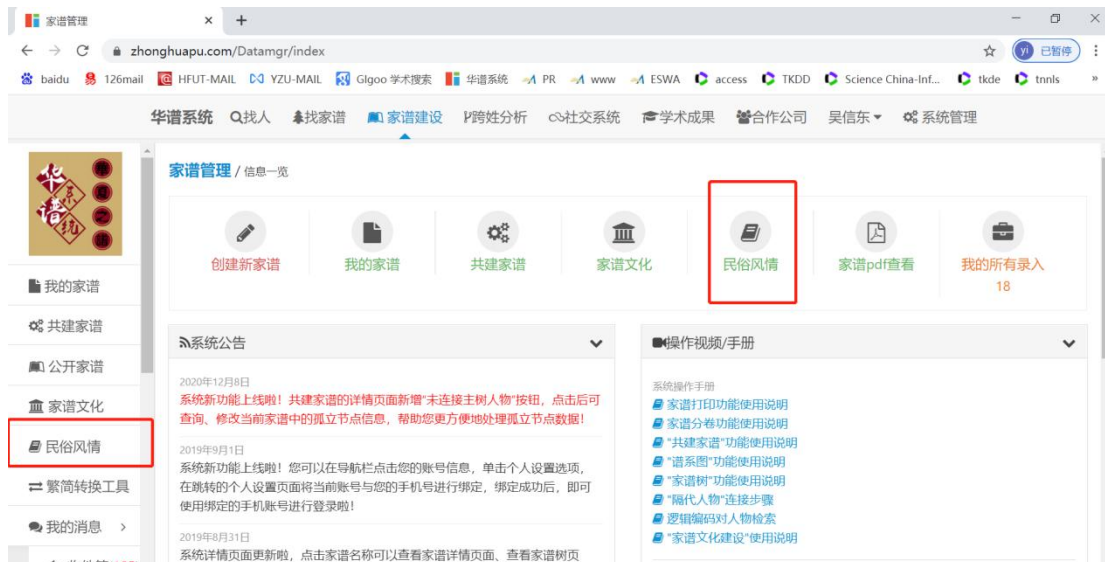 家谱管理
zhonghuapu.com/Datamgr/index
yi 已暂停
baidu 126mail HFUT-MAIL YZU-MAIL Glgoo 学术搜索 华谱系统 PR www ESWA access TKDD Science China-Inf... tkde tnnls »
华谱系统 找人 找家谱 家谱建设 跨姓分析 社交系统 学术成果 合作公司 吴信东 系统管理
华谱系统
家谱管理 / 信息一览
创建新家谱 我的家谱 共建家谱 家谱文化 民俗风情 家谱pdf查看 我的所有录入
18
我的家谱
共建家谱
公开家谱
家谱文化
民俗风情
繁简转换工具
我的消息
系统公告
2020年12月8日
系统新功能上线啦！共建家谱的详情页面新增"未连接主树人物"按钮，点击后可
查询、修改当前家谱中的孤立节点信息，帮助您更方便地处理孤立节点数据！
2019年9月1日
系统新功能上线啦！您可以在导航栏点击您的账号信息，单击个人设置选项，
在跳转的个人设置页面将当前账号与您的手机号进行绑定，绑定成功后，即可
使用绑定的手机账号进行登录啦！
2019年8月31日
系统详情页面更新啦，点击家谱名称可以查看家谱详情页面、查看家谱树页
操作视频/手册
系统操作手册
家谱打印功能使用说明
家谱分卷功能使用说明
"共建家谱"功能使用说明
"谱系图"功能使用说明
"家谱树"功能使用说明
"隔代人物"连接步骤
逻辑编码对人物检索
"家谱文化建设"使用说明